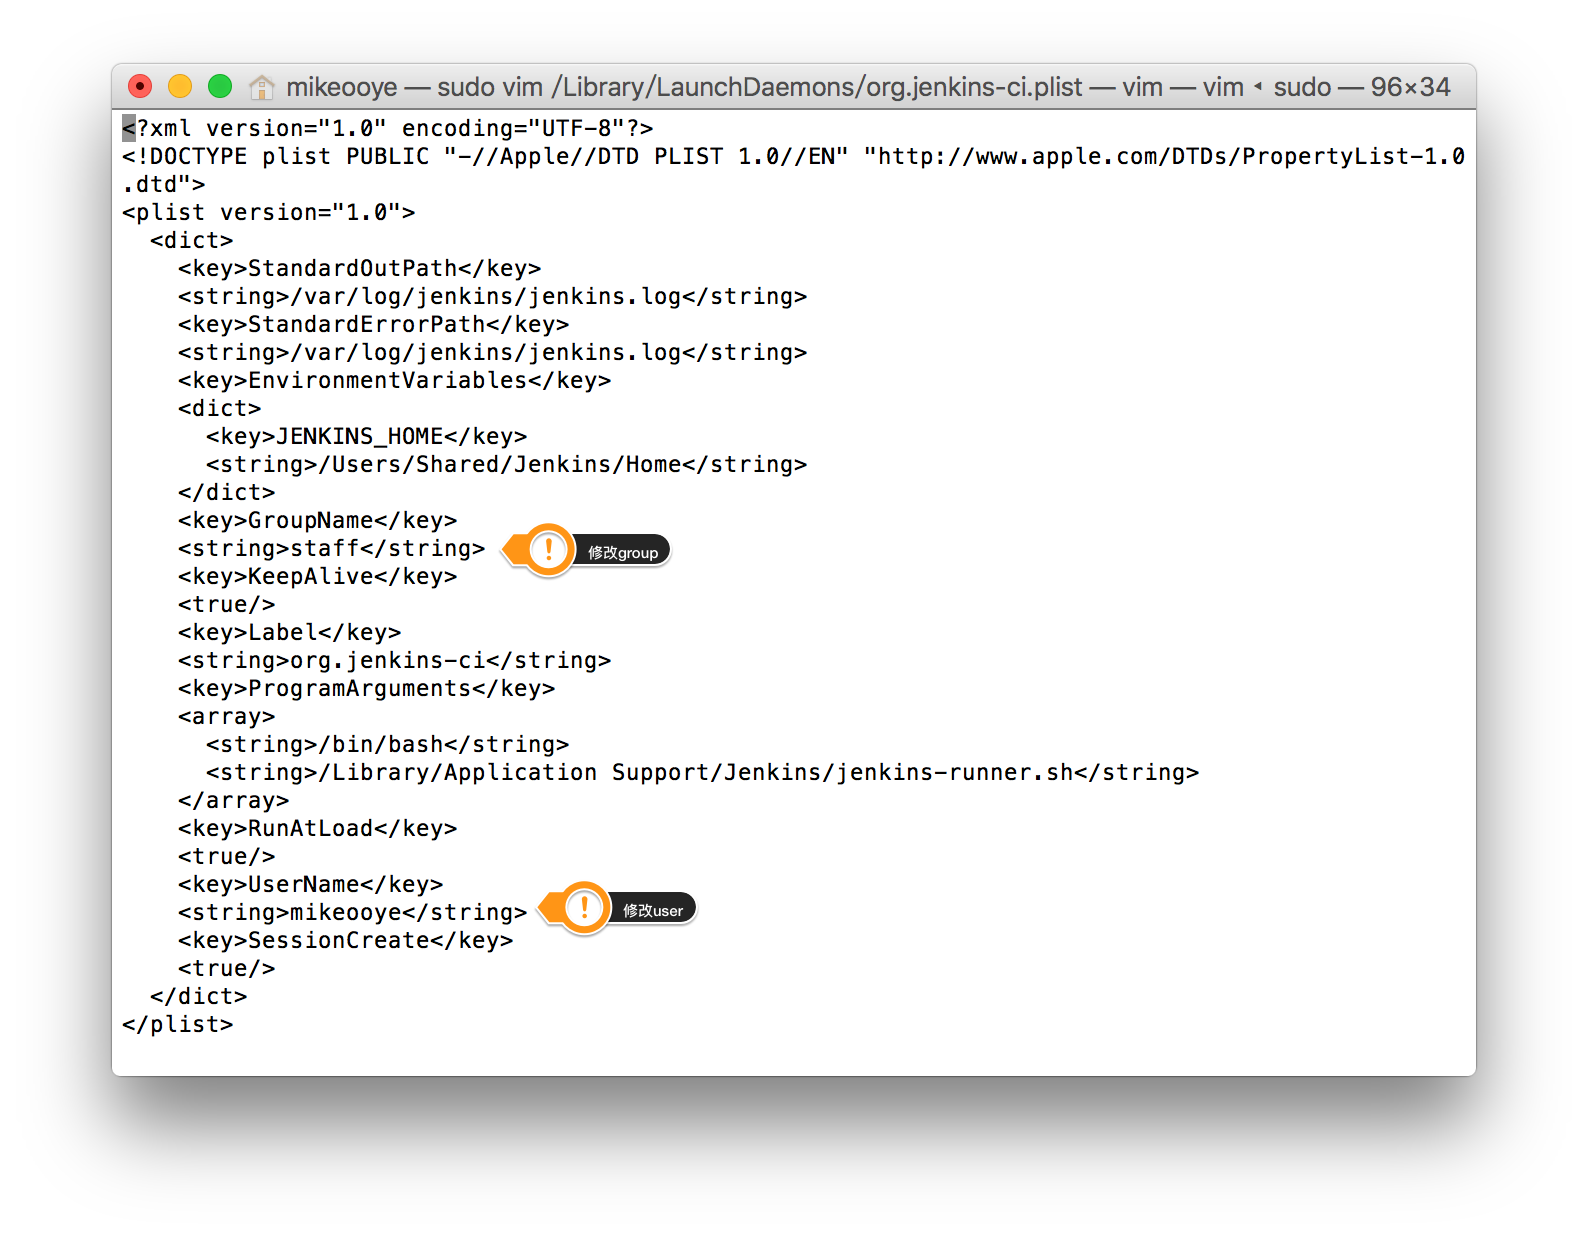 mikeooye — sudo vim /Library/LaunchDaemons/org.jenkins-ci.plist — vim — vim ◂ sudo — 96×34
<?xml version="1.0" encoding="UTF-8"?>
<!DOCTYPE plist PUBLIC "-//Apple//DTD PLIST 1.0//EN" "http://www.apple.com/DTDs/PropertyList-1.0
.dtd">
<plist version="1.0">
  <dict>
    <key>StandardOutPath</key>
    <string>/var/log/jenkins/jenkins.log</string>
    <key>StandardErrorPath</key>
    <string>/var/log/jenkins/jenkins.log</string>
    <key>EnvironmentVariables</key>
    <dict>
      <key>JENKINS_HOME</key>
      <string>/Users/Shared/Jenkins/Home</string>
    </dict>
    <key>GroupName</key>
    <string>staff</string> 修改group
    <key>KeepAlive</key>
    <true/>
    <key>Label</key>
    <string>org.jenkins-ci</string>
    <key>ProgramArguments</key>
    <array>
      <string>/bin/bash</string>
      <string>/Library/Application Support/Jenkins/jenkins-runner.sh</string>
    </array>
    <key>RunAtLoad</key>
    <true/>
    <key>UserName</key>
    <string>mikeooye</string> 修改user
    <key>SessionCreate</key>
    <true/>
  </dict>
</plist>